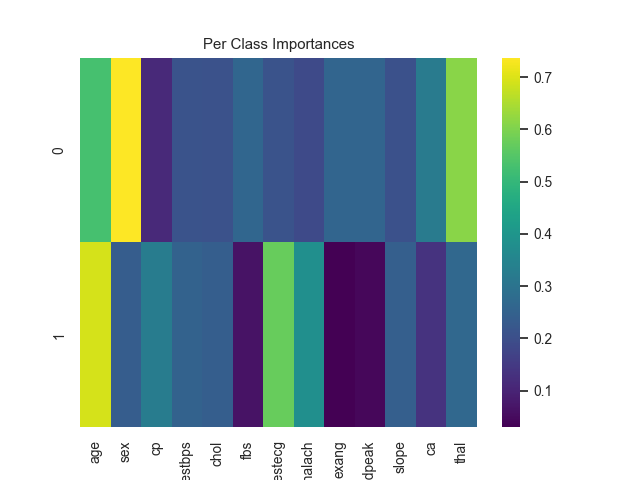 Per Class Importances
0
1
age
sex
cp
estbps
chol
fbs
estecg
halach
exang
dpeak
slope
ca
thal
0.7
0.6
0.5
0.4
0.3
0.2
0.1